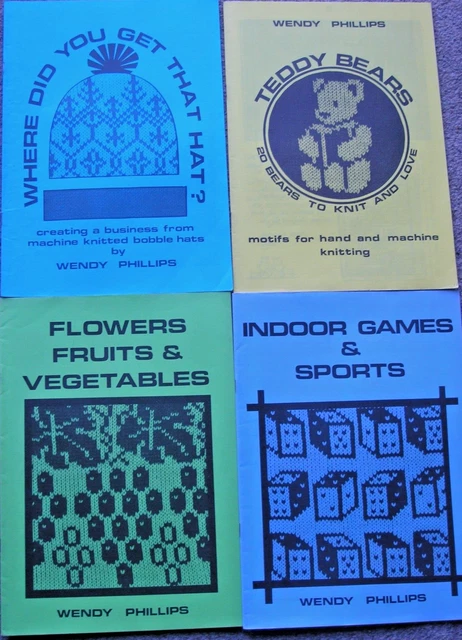 WHERE DID YOU GET THAT HAT?
creating a business from
machine knitted bobble hats
by
WENDY PHILLIPS
WENDY PHILLIPS
TEDDY BEARS
20 BEARS TO KNIT AND LOVE
motifs for hand and machine
knitting
FLOWERS
FRUITS &
VEGETABLES
WENDY PHILLIPS
INDOOR GAMES
&
SPORTS
WENDY PHILLIPS